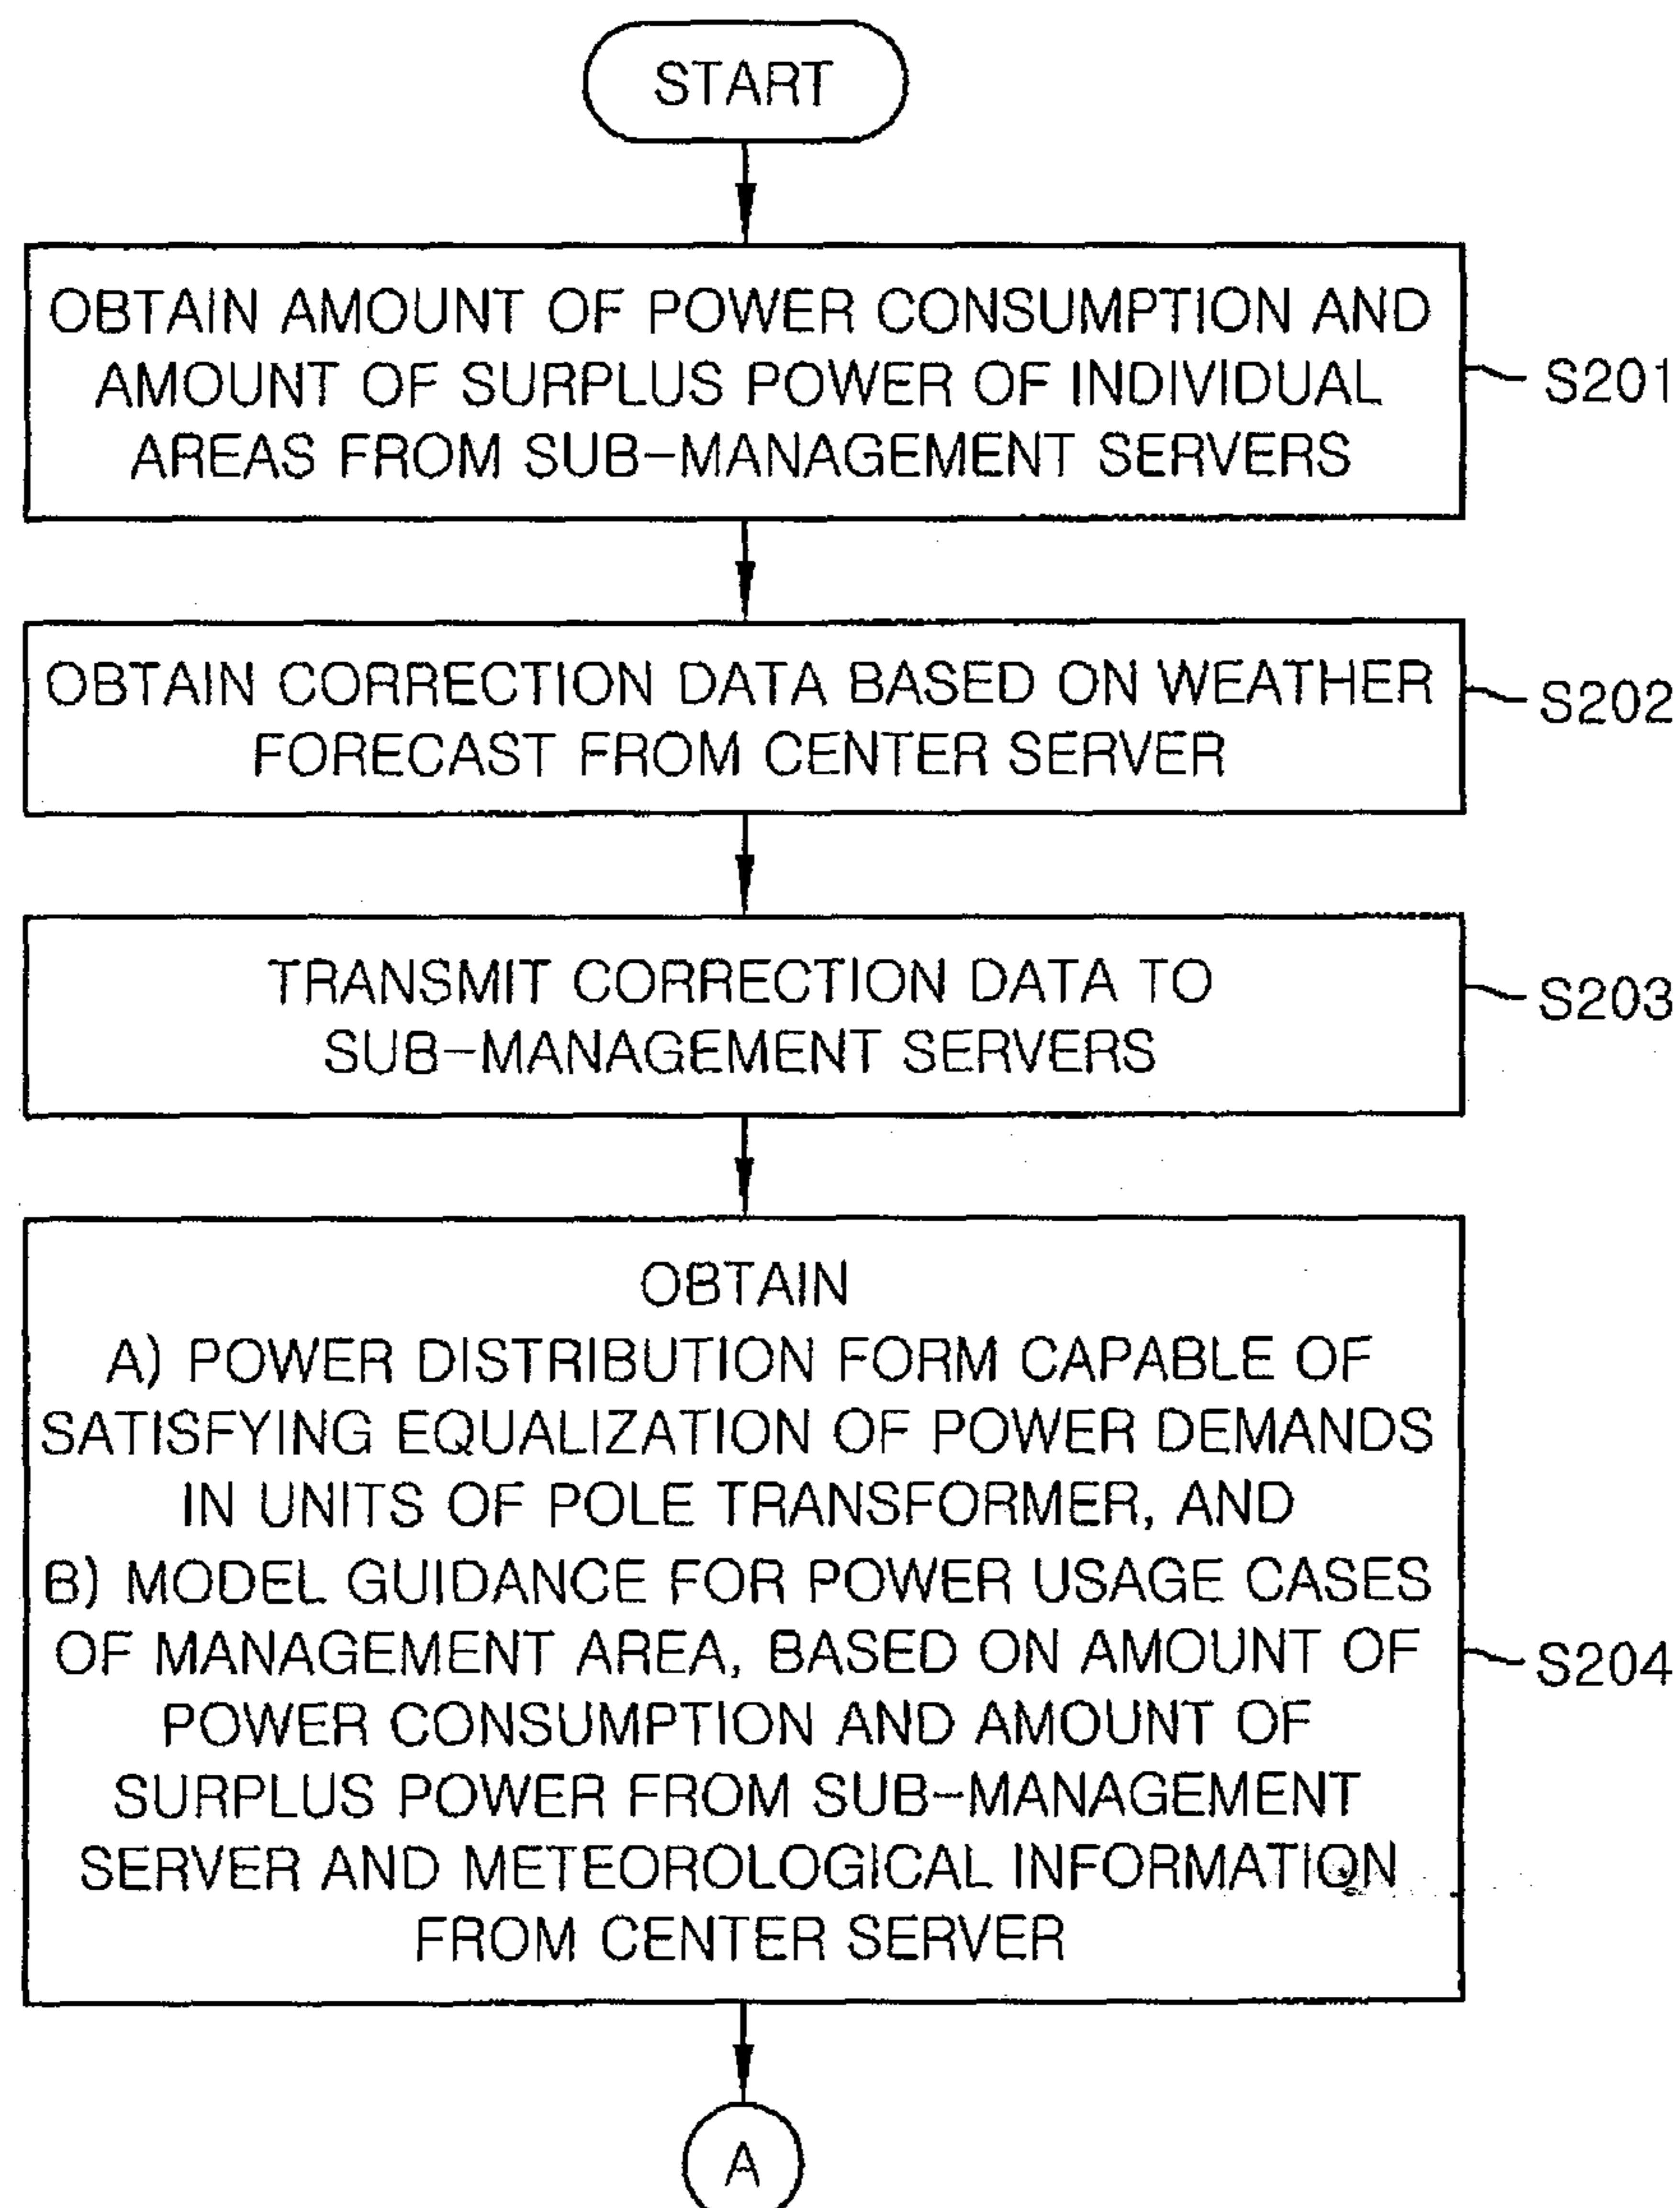 START
OBTAIN AMOUNT OF POWER CONSUMPTION AND
AMOUNT OF SURPLUS POWER OF INDIVIDUAL
AREAS FROM SUB-MANAGEMENT SERVERS
S201
OBTAIN CORRECTION DATA BASED ON WEATHER
FORECAST FROM CENTER SERVER
S202
TRANSMIT CORRECTION DATA TO
SUB-MANAGEMENT SERVERS
S203
OBTAIN
A) POWER DISTRIBUTION FORM CAPABLE OF
SATISFYING EQUALIZATION OF POWER DEMANDS
IN UNITS OF POLE TRANSFORMER, AND
B) MODEL GUIDANCE FOR POWER USAGE CASES
OF MANAGEMENT AREA, BASED ON AMOUNT OF
POWER CONSUMPTION AND AMOUNT OF
SURPLUS POWER FROM SUB-MANAGEMENT
SERVER AND METEOROLOGICAL INFORMATION
FROM CENTER SERVER
S204
A